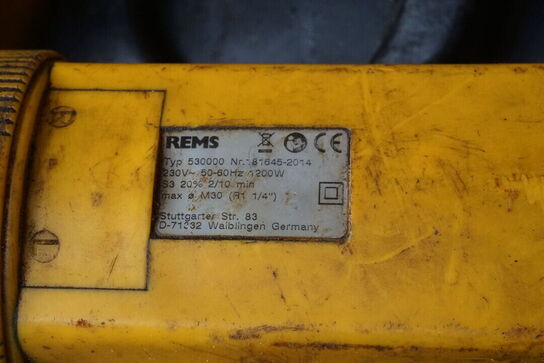 REMS
Typ 530000 Nr. 81645-2014
230V~ 50-60Hz 1200W
S3 20% 2/10 min
max ø M30 (R1 1/4")
Stuttgarter Str. 83
D-71332 Waiblingen Germany